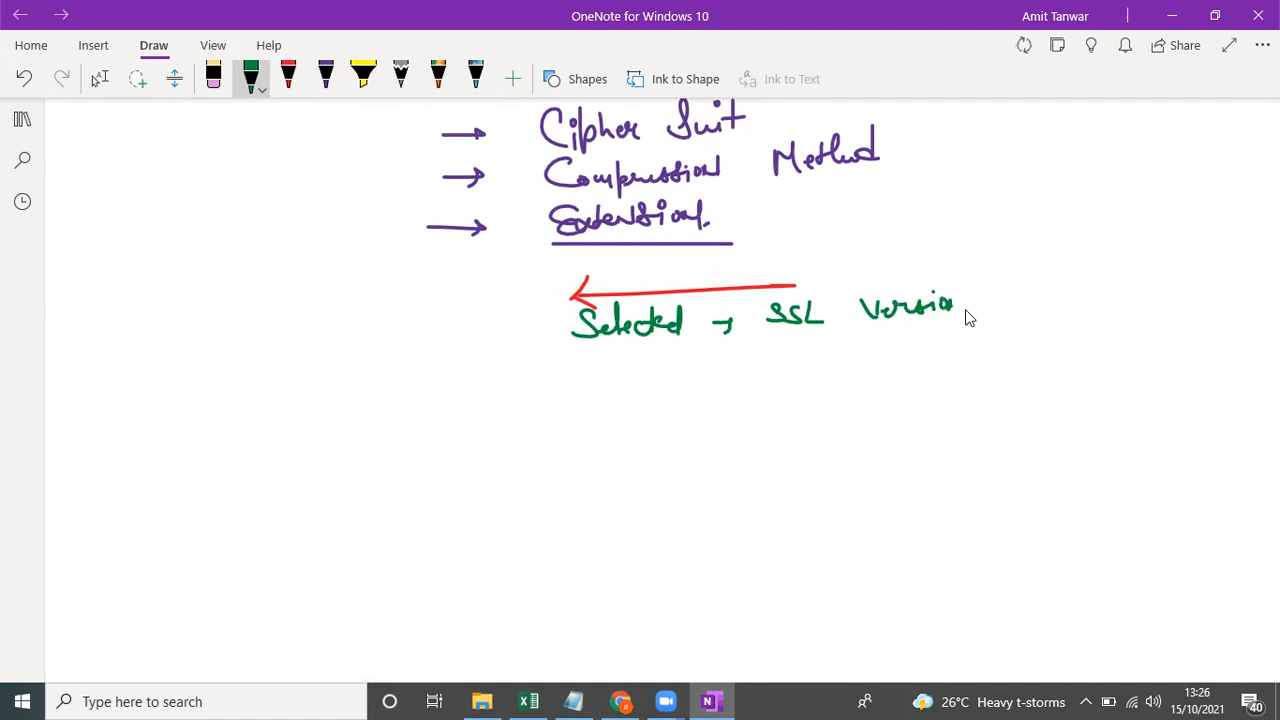 OneNote for Windows 10
Amit Tanwar
Home Insert Draw View Help
Share
Shapes
Ink to Shape
Ink to Text
→ Cipher Suit
→ Compression Method
→ Extension.
Selected → SSL Version
Type here to search
26°C Heavy t-storms
13:26
15/10/2021
40